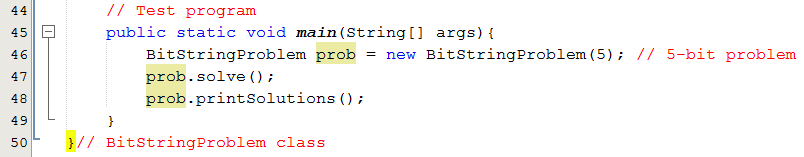 44 // Test program
45 public static void main(String[] args){
46 BitStringProblem prob = new BitStringProblem(5); // 5-bit problem
47 prob.solve();
48 prob.printSolutions();
49 }
50 }// BitStringProblem class